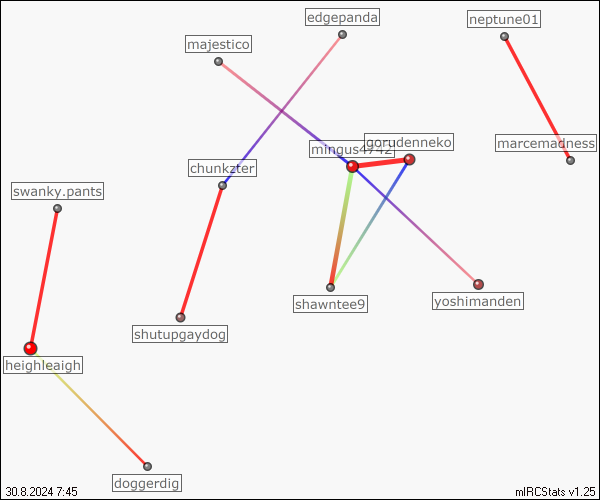 edgepanda
neptune01
majestico
mingus4742
gorudenneko
marcemadness
chunkzter
swanky.pants
shawntee9
yoshimanden
shutupgaydog
heighleaigh
doggerdig
30.8.2024 7:45
mIRCStats v1.25